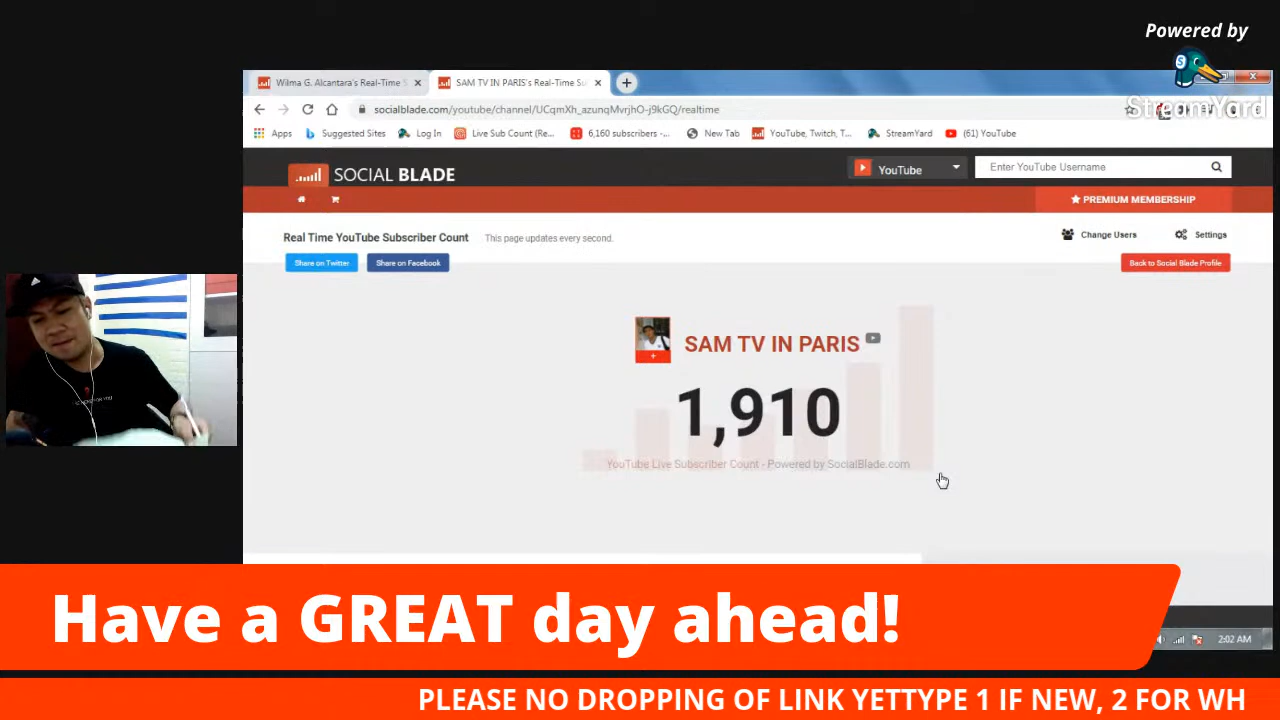 Powered by
StreamYard
Wilma G. Alcantara's Real-Time S
SAM TV IN PARIS's Real-Time Su
socialblade.com/youtube/channel/UCqmXh_azunqMvrjhO-j9kGQ/realtime
Apps
Suggested Sites
Log In
Live Sub Count (Re...
6,160 subscribers -...
New Tab
YouTube, Twitch, T...
StreamYard
(61) YouTube
SOCIAL BLADE
YouTube
Enter YouTube Username
PREMIUM MEMBERSHIP
Real Time YouTube Subscriber Count
This page updates every second.
Change Users
Settings
Share on Twitter
Share on Facebook
Back to Social Blade Profile
SAM TV IN PARIS
1,910
YouTube Live Subscriber Count - Powered by SocialBlade.com
Have a GREAT day ahead!
2:02 AM
PLEASE NO DROPPING OF LINK YETTYPE 1 IF NEW, 2 FOR WH